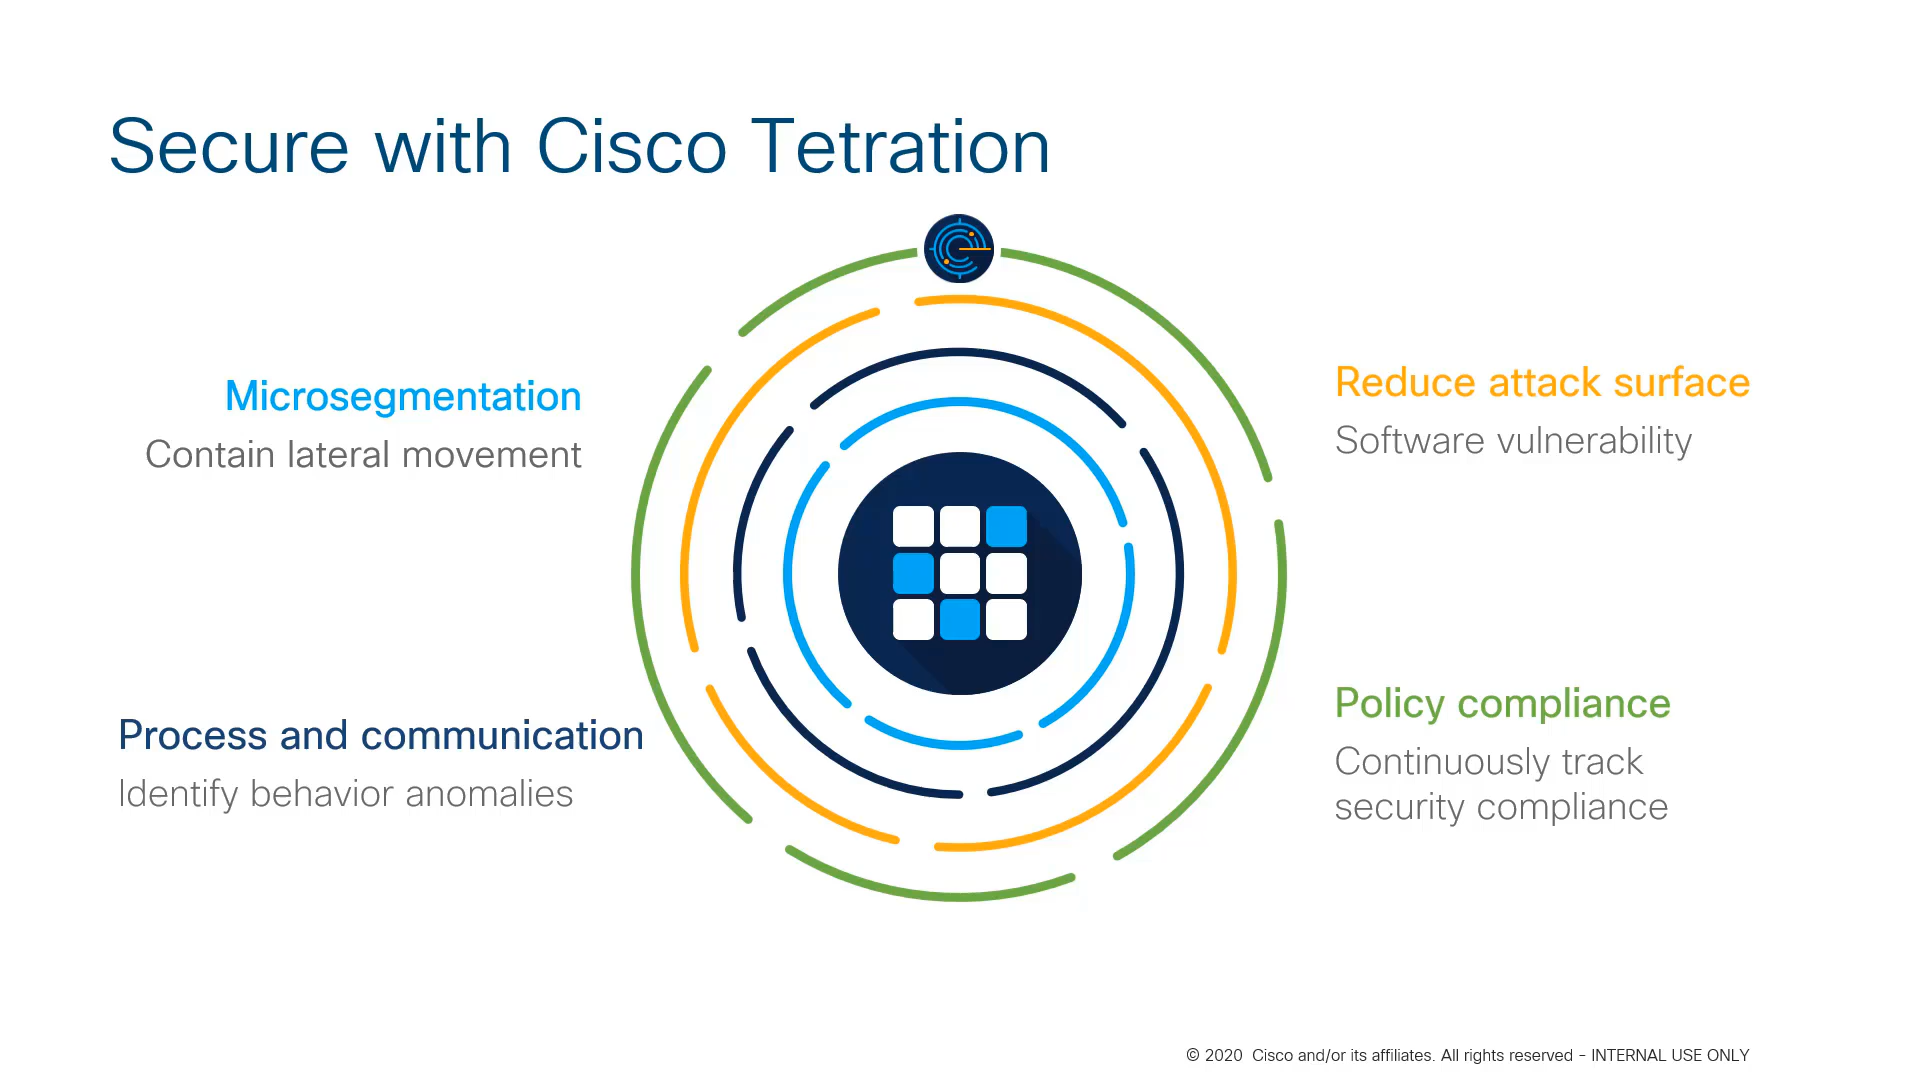 Secure with Cisco Tetration
Microsegmentation
Contain lateral movement
Reduce attack surface
Software vulnerability
Process and communication
Identify behavior anomalies
Policy compliance
Continuously track
security compliance
© 2020 Cisco and/or its affiliates. All rights reserved - INTERNAL USE ONLY